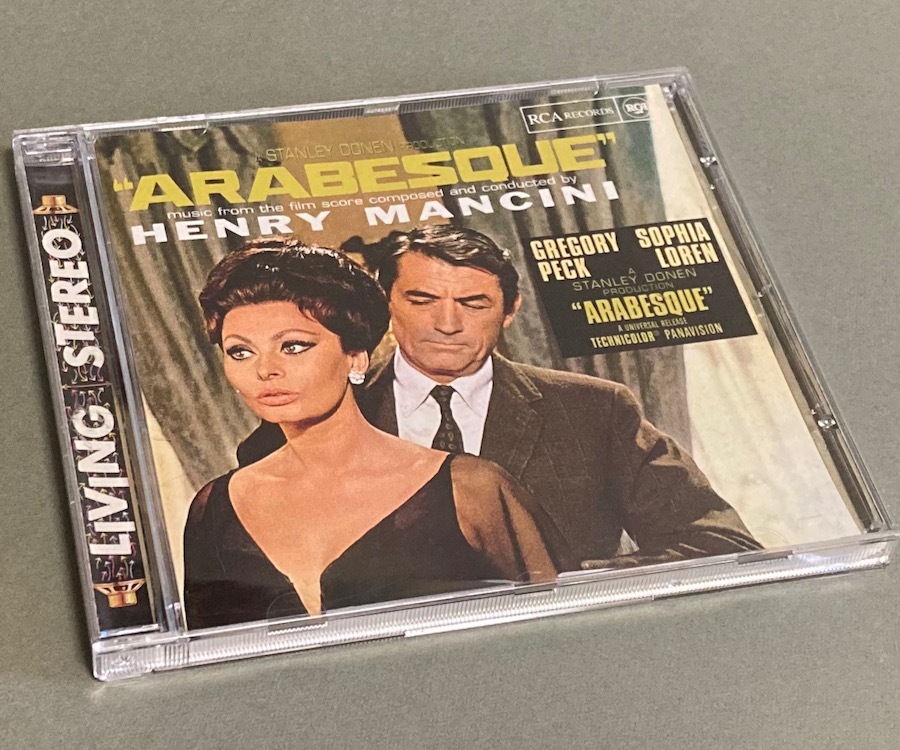 RCA RECORDS
RCA
A STANLEY DONEN PRODUCTION
"ARABESQUE"
music from the film score composed and conducted by
HENRY MANCINI
GREGORY PECK
SOPHIA LOREN
A
STANLEY DONEN
PRODUCTION
"ARABESQUE"
A UNIVERSAL RELEASE
TECHNICOLOR® PANAVISION
LIVING STEREO